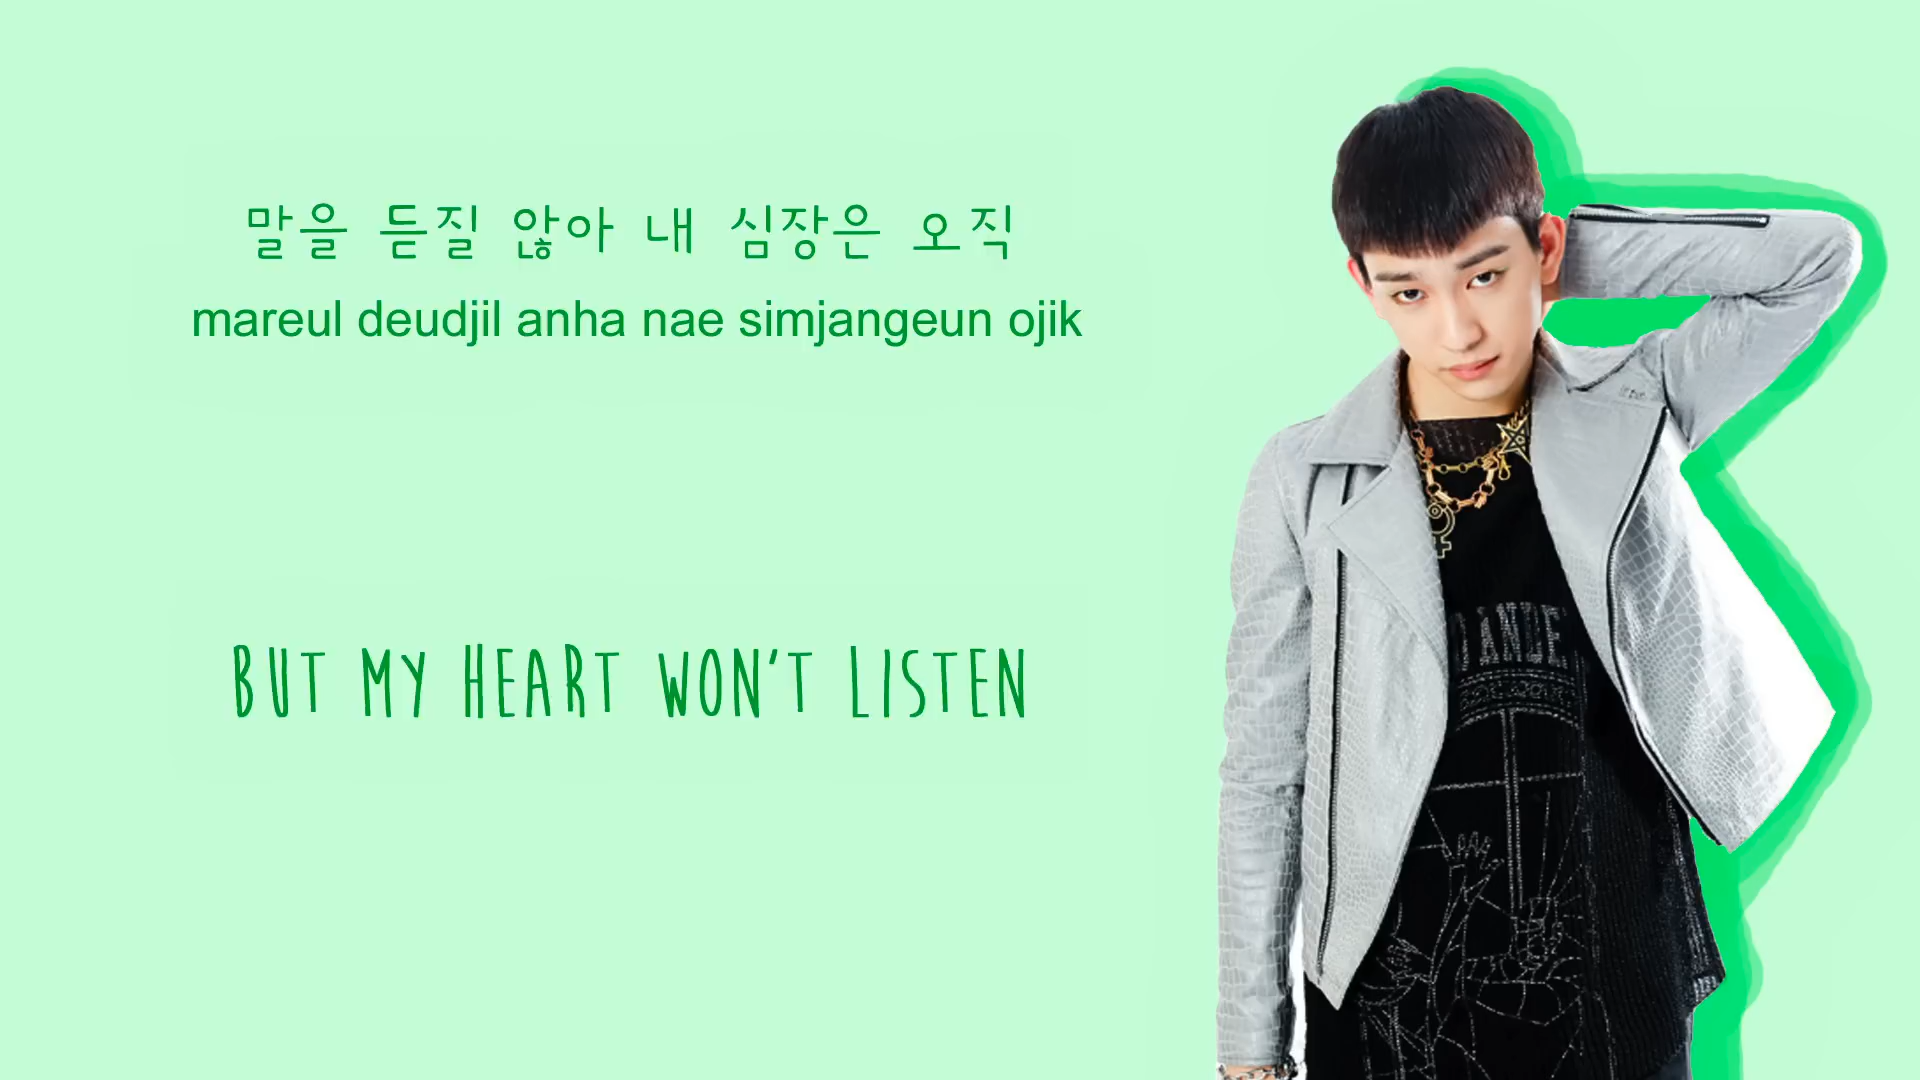 말을 듣질 않아 내 심장은 오직
mareul deudjil anha nae simjangeun ojik
BUT MY HEART WON'T LISTEN